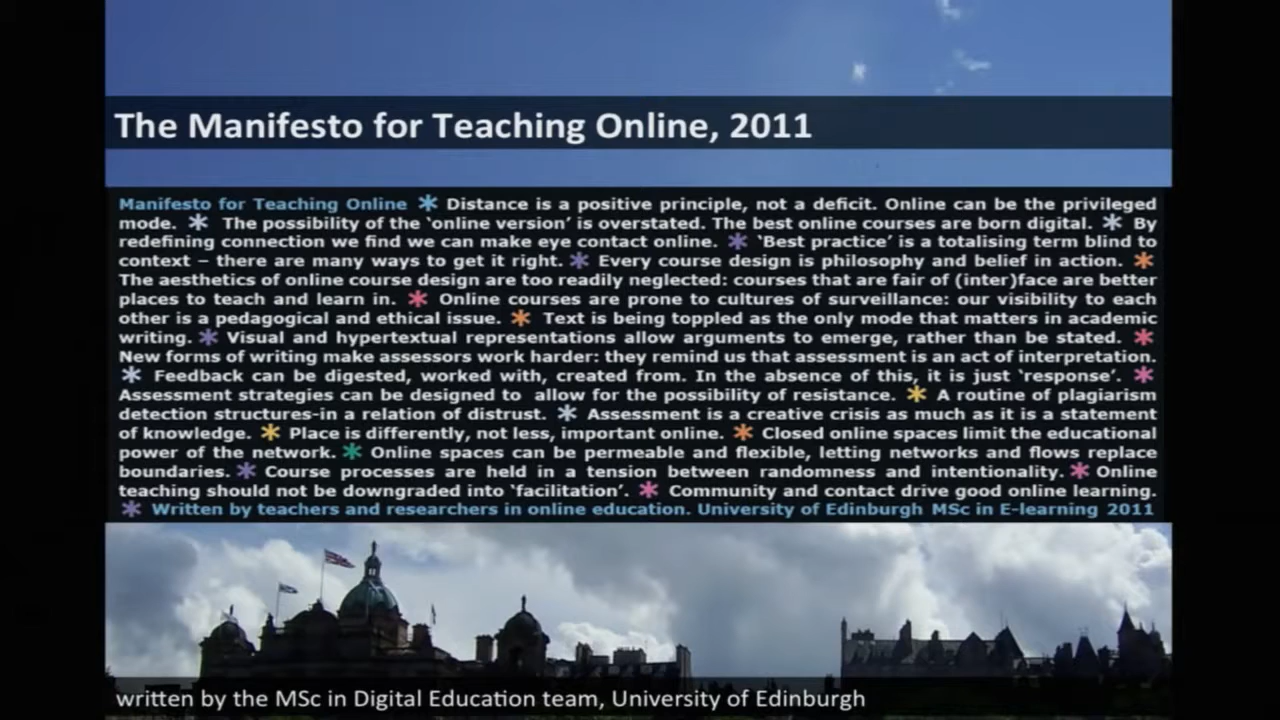 The Manifesto for Teaching Online, 2011
Manifesto for Teaching Online * Distance is a positive principle, not a deficit. Online can be the privileged
mode. * The possibility of the ‘online version’ is overstated. The best online courses are born digital. * By
redefining connection we find we can make eye contact online. * ‘Best practice’ is a totalising term blind to
context – there are many ways to get it right. * Every course design is philosophy and belief in action. *
The aesthetics of online course design are too readily neglected: courses that are fair of (inter)face are better
places to teach and learn in. * Online courses are prone to cultures of surveillance: our visibility to each
other is a pedagogical and ethical issue. * Text is being toppled as the only mode that matters in academic
writing. * Visual and hypertextual representations allow arguments to emerge, rather than be stated. *
New forms of writing make assessors work harder: they remind us that assessment is an act of interpretation.
* Feedback can be digested, worked with, created from. In the absence of this, it is just ‘response’. *
Assessment strategies can be designed to allow for the possibility of resistance. * A routine of plagiarism
detection structures-in a relation of distrust. * Assessment is a creative crisis as much as it is a statement
of knowledge. * Place is differently, not less, important online. * Closed online spaces limit the educational
power of the network. * Online spaces can be permeable and flexible, letting networks and flows replace
boundaries. * Course processes are held in a tension between randomness and intentionality. * Online
teaching should not be downgraded into ‘facilitation’. * Community and contact drive good online learning.
* Written by teachers and researchers in online education. University of Edinburgh MSc in E-learning 2011
written by the MSc in Digital Education team, University of Edinburgh